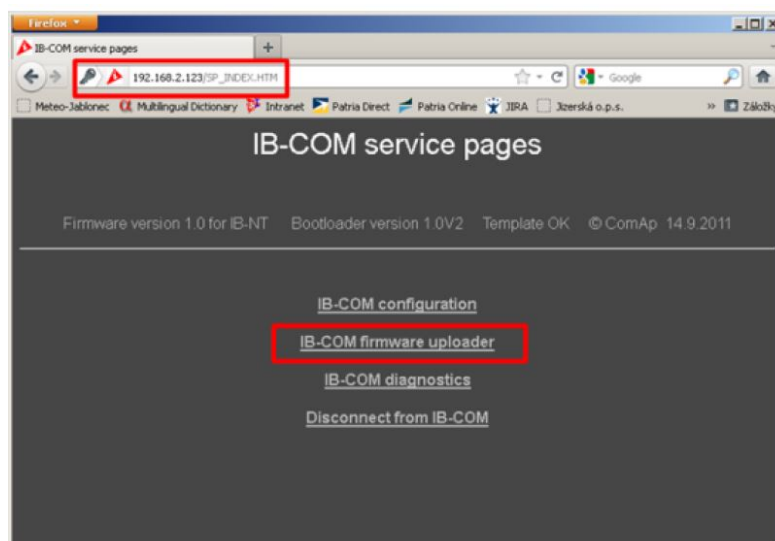 Firefox
IB-COM service pages
192.168.2.123/SP_INDEX.HTM
Google
Meteo-Jablonec Multilingual Dictionary Intranet Patria Direct Patria Online JIRA Jizerská o.p.s. » Záložky
IB-COM service pages
Firmware version 1.0 for IB-NT Bootloader version 1.0V2 Template OK © ComAp 14.9.2011
IB-COM configuration
IB-COM firmware uploader
IB-COM diagnostics
Disconnect from IB-COM